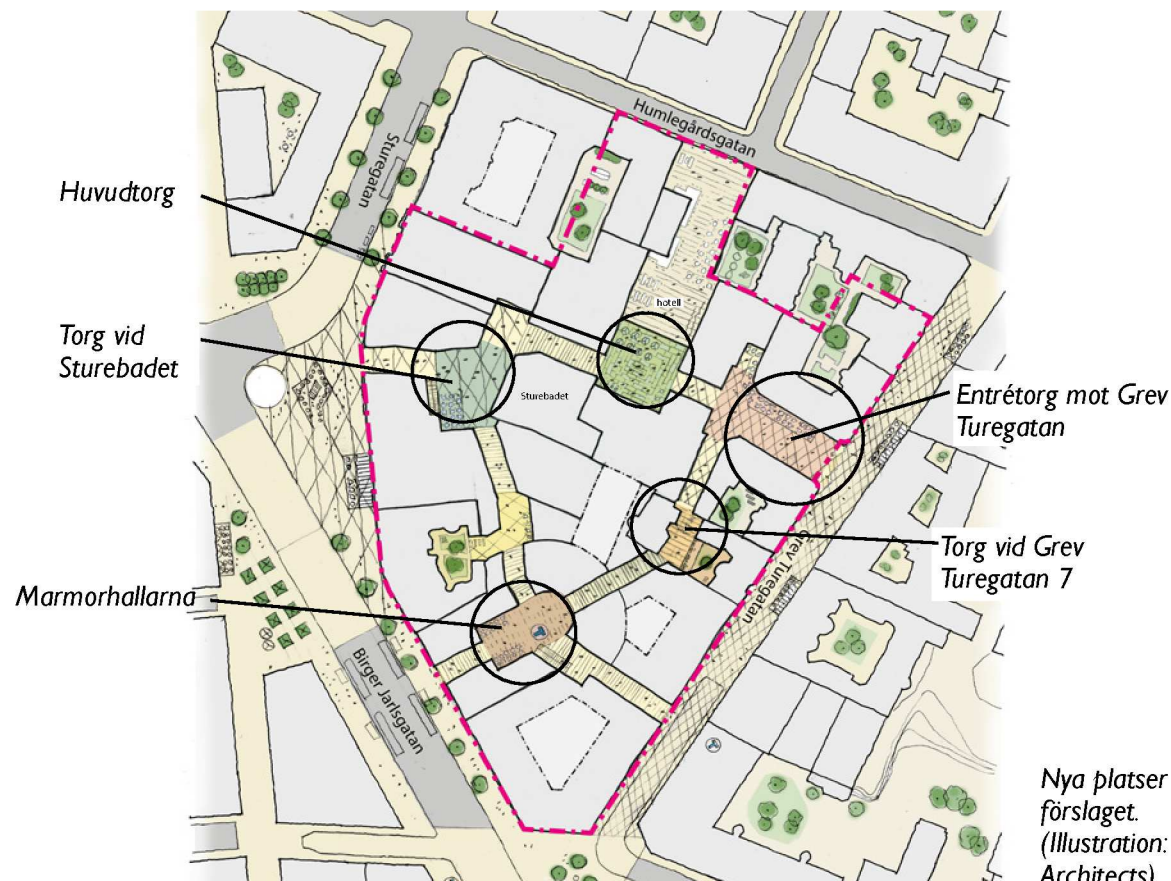 Humlegårdsgatan
Sturegatan
Huvudtorg
hotell
Torg vid
Sturebadet
Sturebadet
Entrétorg mot Grev
Turegatan
Torg vid Grev
Turegatan 7
Grev Turegatan
Marmorhallarna
Birger Jarlsgatan
T
T
Nya platser
förslaget.
(Illustration:
Architects)